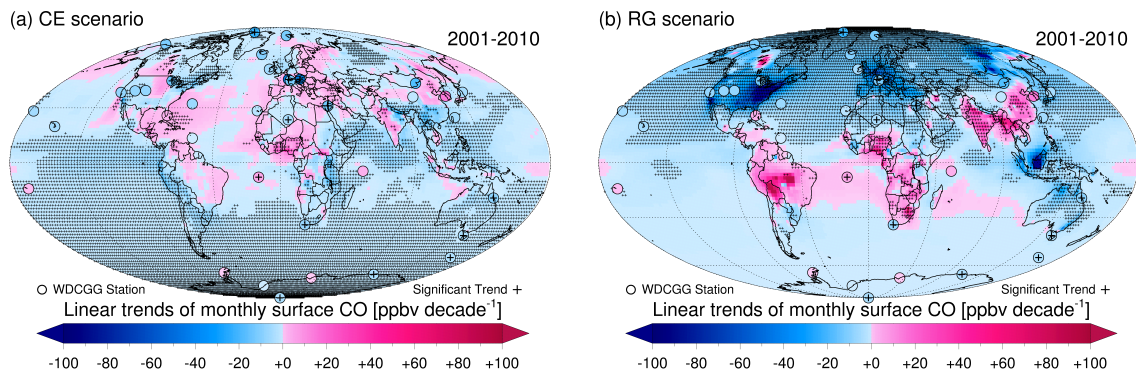 (a) CE scenario
2001-2010
WDCGG Station
Significant Trend +
Linear trends of monthly surface CO [ppbv decade⁻¹]
-100 -80 -60 -40 -20 +0 +20 +40 +60 +80 +100
(b) RG scenario
2001-2010
WDCGG Station
Significant Trend +
Linear trends of monthly surface CO [ppbv decade⁻¹]
-100 -80 -60 -40 -20 +0 +20 +40 +60 +80 +100